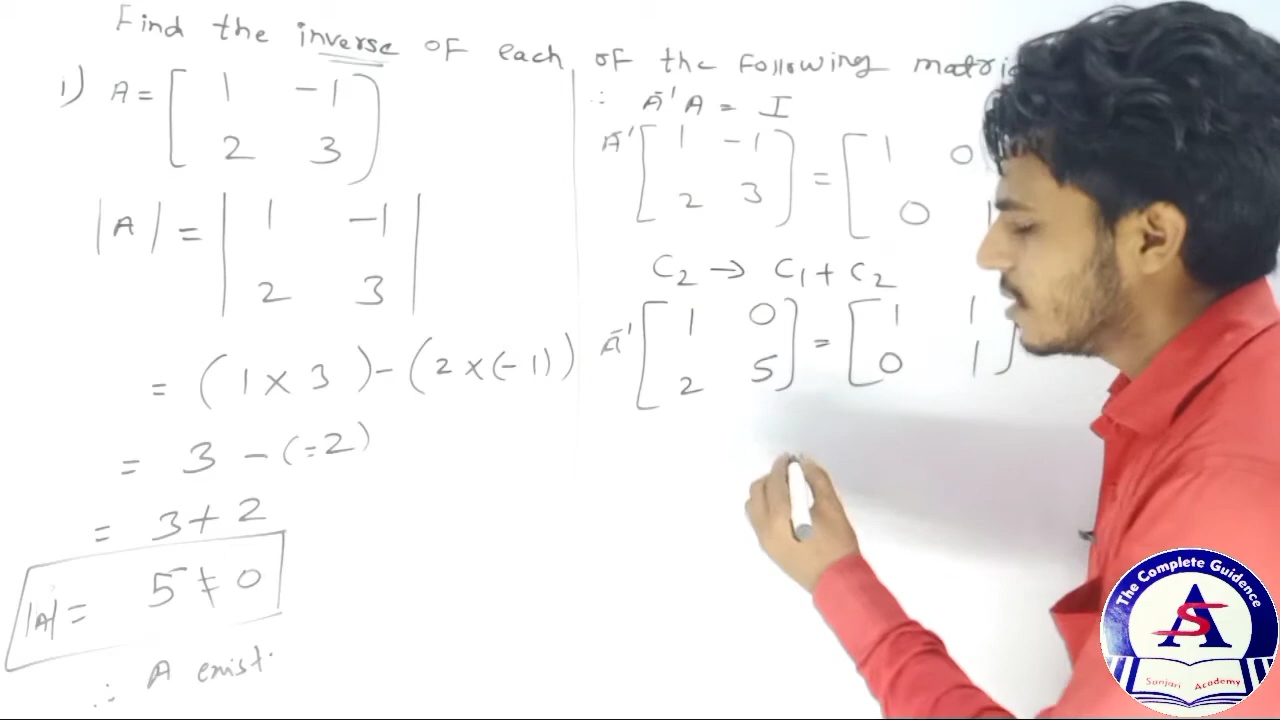 Find the inverse of each of the following
i) A = [ 1 -1
2 3 ]
|A| = | 1 -1
2 3 |
= (1 × 3) - (2 × (-1))
= 3 - (-2)
= 3 + 2
|A| = 5 ≠ 0
∴ A exist.
∴ A⁻¹ A = I
A⁻¹ [ 1 -1
2 3 ] = [ 1 0
0 1
C₂ → C₁ + C₂
A⁻¹ [ 1 0
2 5 ] = [ 1 1
0 1 ]
The Complete Guidence
SA
Sanjari Academy